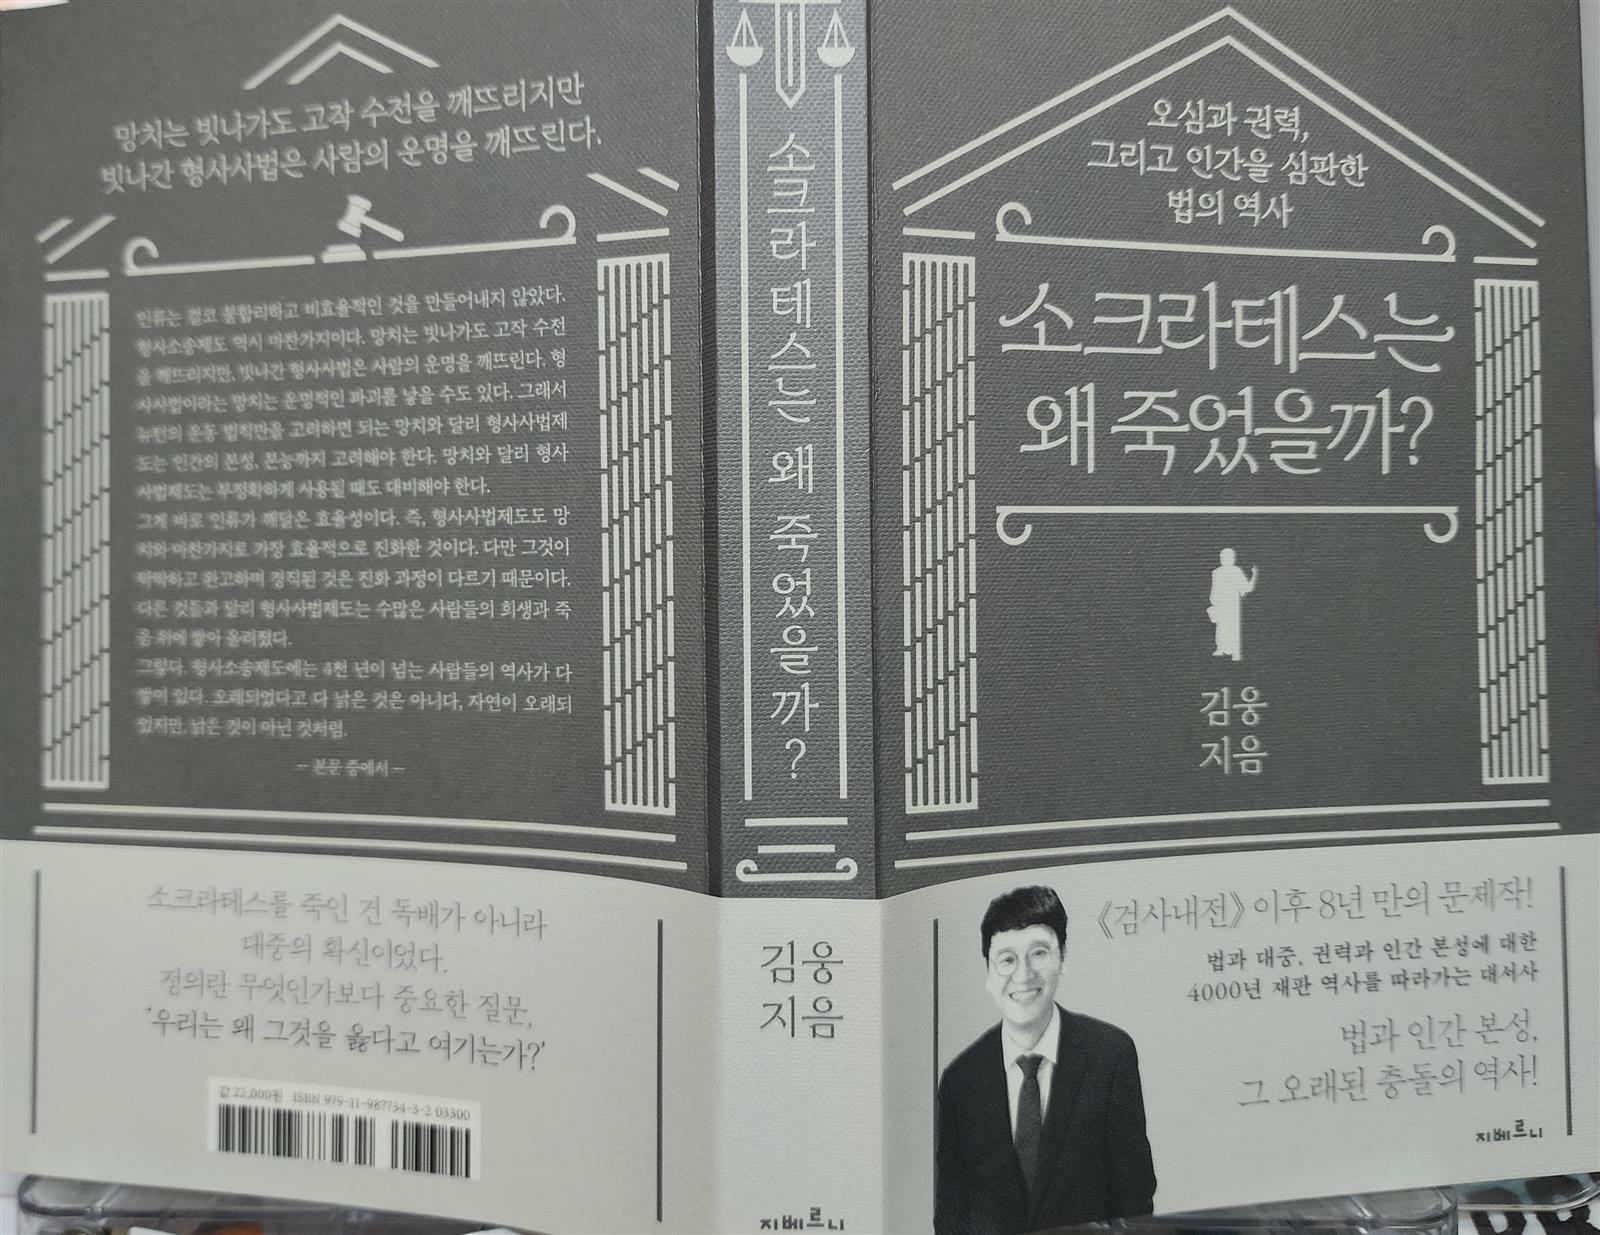 망치는 빗나가도 고작 수전을 깨뜨리지만
빗나간 형사사법은 사람의 운명을 깨뜨린다.
인류는 결코 불합리하고 비효율적인 것을 만들어내지 않았다.
형사소송제도 역시 마찬가지이다. 망치는 빗나가도 고작 수전
을 깨뜨리지만, 빗나간 형사사법은 사람의 운명을 깨뜨린다. 형
사사법이라는 망치는 운명적인 파괴를 낳을 수도 있다. 그래서
뉴턴의 운동 법칙만을 고려하면 되는 망치와 달리 형사사법제
도는 인간의 본성, 본능까지 고려해야 한다. 망치와 달리 형사
사법제도는 부정확하게 사용될 때도 대비해야 한다.
그게 바로 인류가 깨달은 효율성이다. 즉, 형사사법제도도 망
치와 마찬가지로 가장 효율적으로 진화한 것이다. 다만 그것이
딱딱하고 완고하며 경직된 것은 진화 과정이 다르기 때문이다.
다른 것들과 달리 형사사법제도는 수많은 사람들의 희생과 죽
음 위에 쌓아 올려졌다.
그렇다. 형사소송제도에는 4천 년이 넘는 사람들의 역사가 다
쌓여 있다. 오래되었다고 다 낡은 것은 아니다, 자연이 오래되
었지만, 낡은 것이 아닌 것처럼.
– 본문 중에서 –
소크라테스를 죽인 건 독배가 아니라
대중의 확신이었다.
정의란 무엇인가보다 중요한 질문,
‘우리는 왜 그것을 옳다고 여기는가?’
값 22,000원 ISBN 979-11-987734-3-2 03300
소크라테스는 왜 죽었을까?
김웅
지음
지베르니
오심과 권력,
그리고 인간을 심판한
법의 역사
소크라테스는
왜 죽었을까?
김웅
지음
《검사내전》 이후 8년 만의 문제작!
법과 대중, 권력과 인간 본성에 대한
4000년 재판 역사를 따라가는 대서사
법과 인간 본성,
그 오래된 충돌의 역사!
지베르니